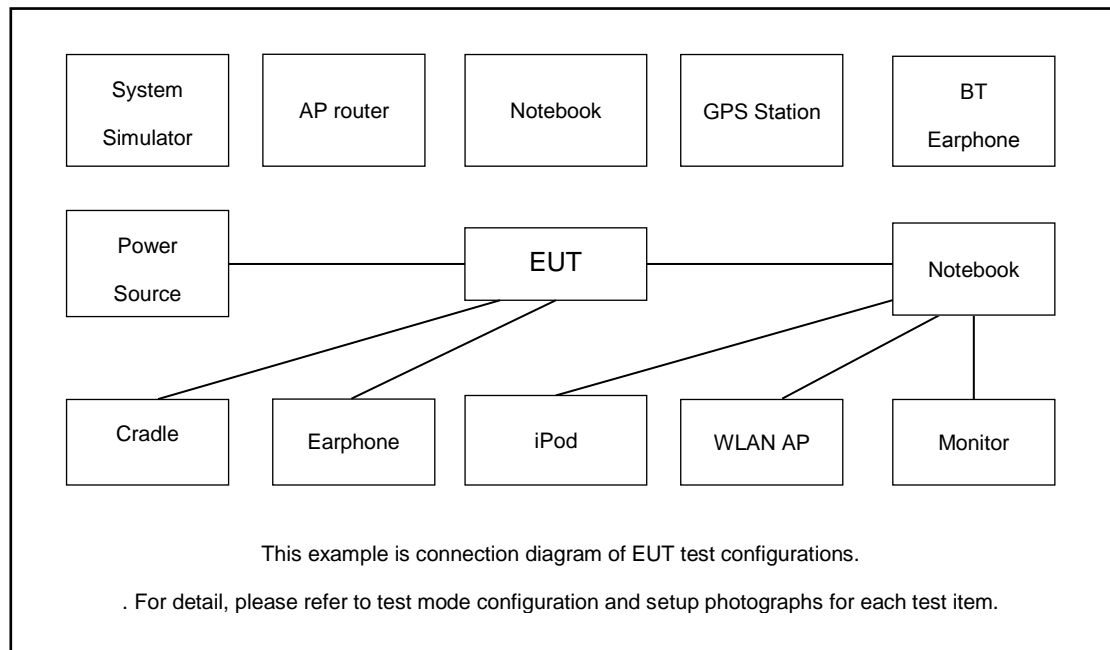 System
Simulator
AP router
Notebook
GPS Station
BT
Earphone
Power
Source
EUT
Notebook
Cradle
Earphone
iPod
WLAN AP
Monitor
This example is connection diagram of EUT test configurations.
. For detail, please refer to test mode configuration and setup photographs for each test item.